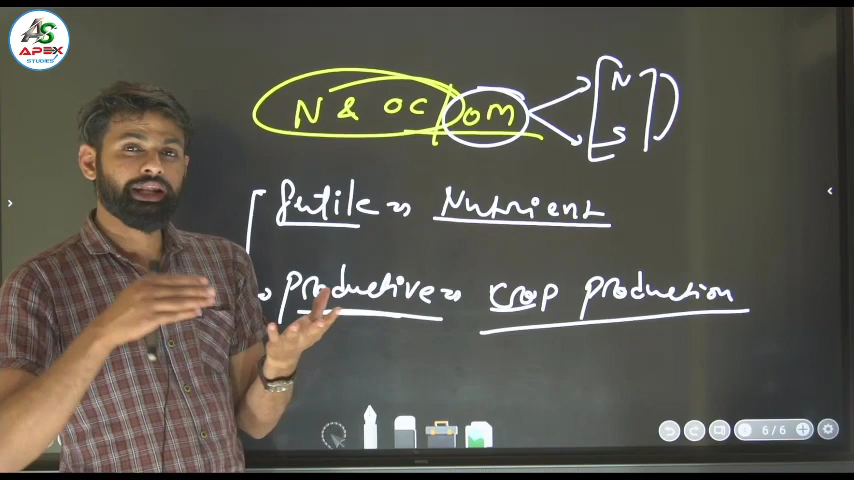 AS
APEX
STUDIES
N & OC / OM
N
S
Fertile => Nutrient
productive => crop production
6/6